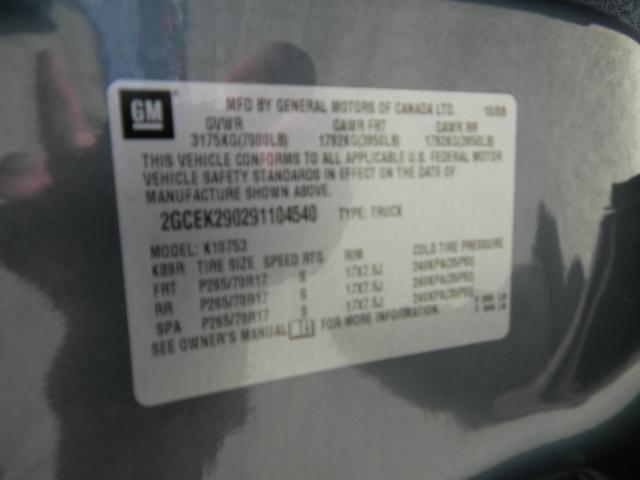 GM
MFD BY GENERAL MOTORS OF CANADA LTD. 10/08
GVWR GAWR FRT GAWR RR
3175KG(7000LB) 1792KG(3950LB) 1792KG(3950LB)
THIS VEHICLE CONFORMS TO ALL APPLICABLE U.S. FEDERAL MOTOR
VEHICLE SAFETY STANDARDS IN EFFECT ON THE DATE OF
MANUFACTURE SHOWN ABOVE.
2GCEK290291104540 TYPE: TRUCK
MODEL: K10753
TIRE SIZE SPEED RTG RIM COLD TIRE PRESSURE
FRT P265/70R17 S 17X7.5J 240KPA(35PSI)
RR P265/70R17 S 17X7.5J 240KPA(35PSI)
SPA P265/70R17 S 17X7.5J 240KPA(35PSI)
SEE OWNER'S MANUAL FOR MORE INFORMATION.